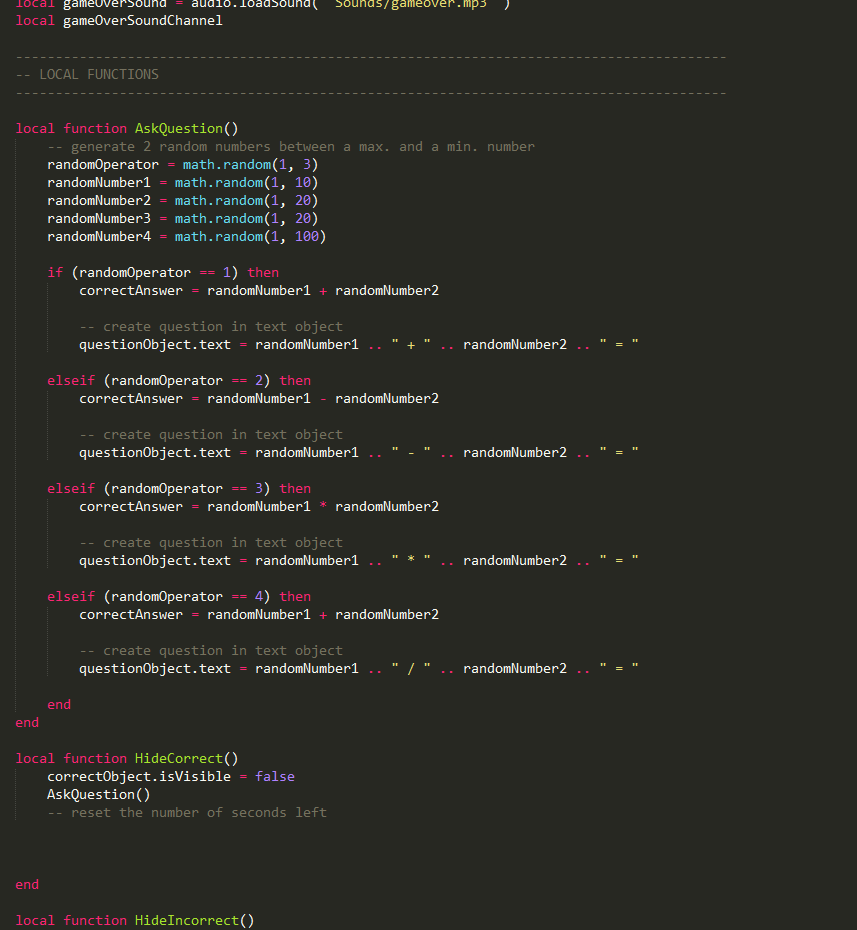 local gameOverSound = audio.loadSound( "Sounds/gameover.mp3" )
local gameOverSoundChannel
-----------------------------------------------------------------------------------------
-- LOCAL FUNCTIONS
-----------------------------------------------------------------------------------------
local function AskQuestion()
-- generate 2 random numbers between a max. and a min. number
randomOperator = math.random(1, 3)
randomNumber1 = math.random(1, 10)
randomNumber2 = math.random(1, 20)
randomNumber3 = math.random(1, 20)
randomNumber4 = math.random(1, 100)
if (randomOperator == 1) then
correctAnswer = randomNumber1 + randomNumber2
-- create question in text object
questionObject.text = randomNumber1 .. " + " .. randomNumber2 .. " = "
elseif (randomOperator == 2) then
correctAnswer = randomNumber1 - randomNumber2
-- create question in text object
questionObject.text = randomNumber1 .. " - " .. randomNumber2 .. " = "
elseif (randomOperator == 3) then
correctAnswer = randomNumber1 * randomNumber2
-- create question in text object
questionObject.text = randomNumber1 .. " * " .. randomNumber2 .. " = "
elseif (randomOperator == 4) then
correctAnswer = randomNumber1 + randomNumber2
-- create question in text object
questionObject.text = randomNumber1 .. " / " .. randomNumber2 .. " = "
end
end
local function HideCorrect()
correctObject.isVisible = false
AskQuestion()
-- reset the number of seconds left
end
local function HideIncorrect()